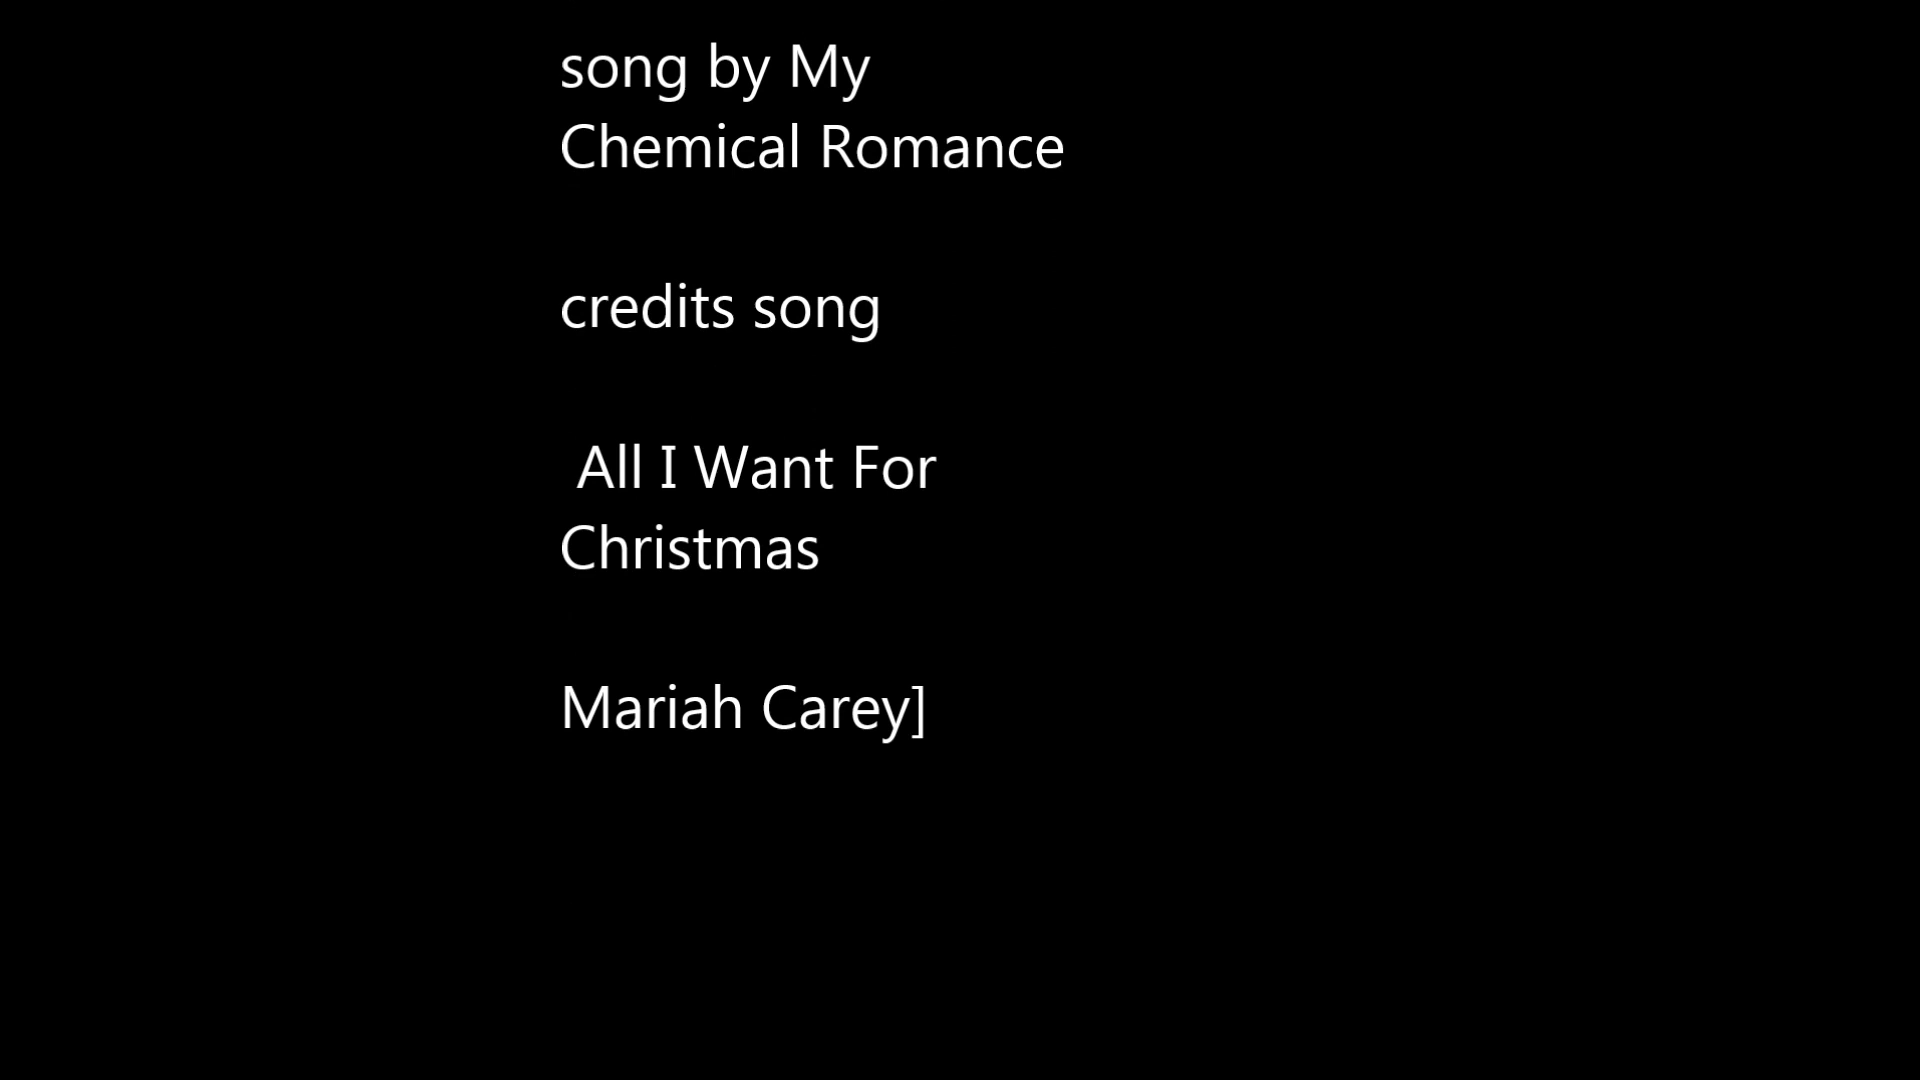 song by My
Chemical Romance
credits song
All I Want For
Christmas
Mariah Carey]